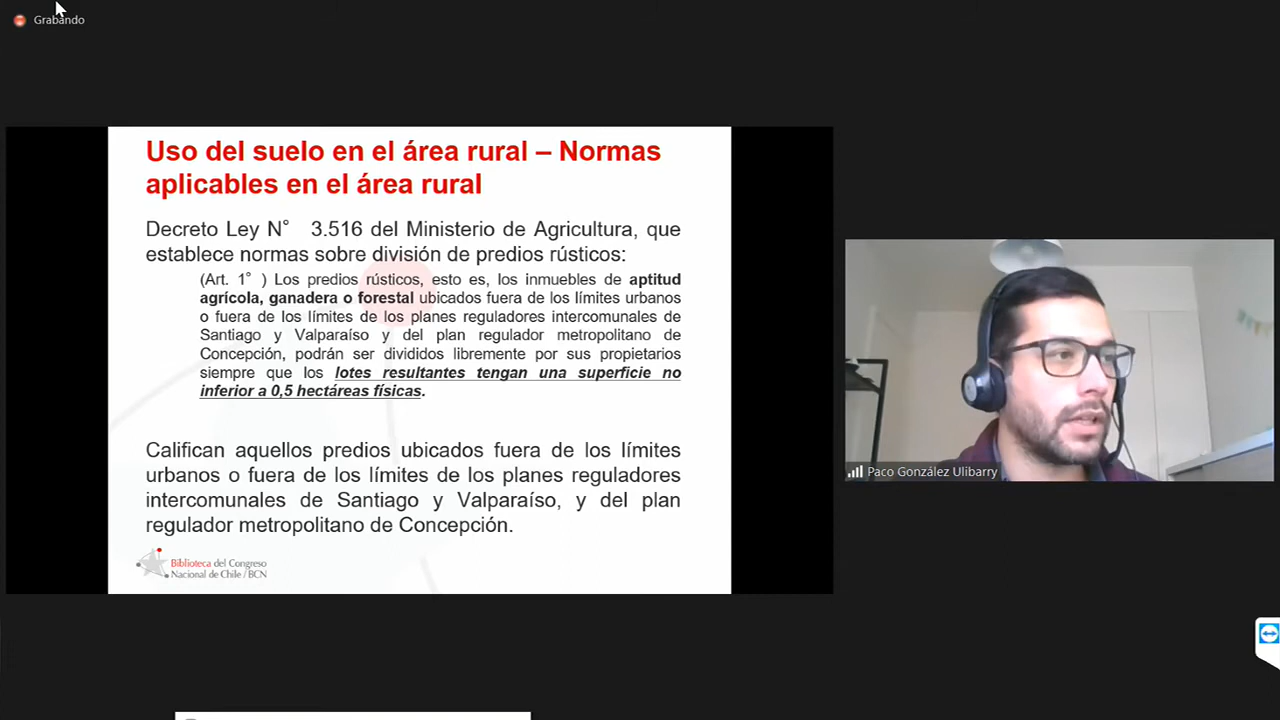 Grabando
Uso del suelo en el área rural – Normas
aplicables en el área rural
Decreto Ley N° 3.516 del Ministerio de Agricultura, que
establece normas sobre división de predios rústicos:
(Art. 1° ) Los predios rústicos, esto es, los inmuebles de aptitud
agrícola, ganadera o forestal ubicados fuera de los límites urbanos
o fuera de los límites de los planes reguladores intercomunales de
Santiago y Valparaíso y del plan regulador metropolitano de
Concepción, podrán ser divididos libremente por sus propietarios
siempre que los lotes resultantes tengan una superficie no
inferior a 0,5 hectáreas físicas.
Califican aquellos predios ubicados fuera de los límites
urbanos o fuera de los límites de los planes reguladores
intercomunales de Santiago y Valparaíso, y del plan
regulador metropolitano de Concepción.
Biblioteca del Congreso
Nacional de Chile / BCN
Paco González Ulibarry